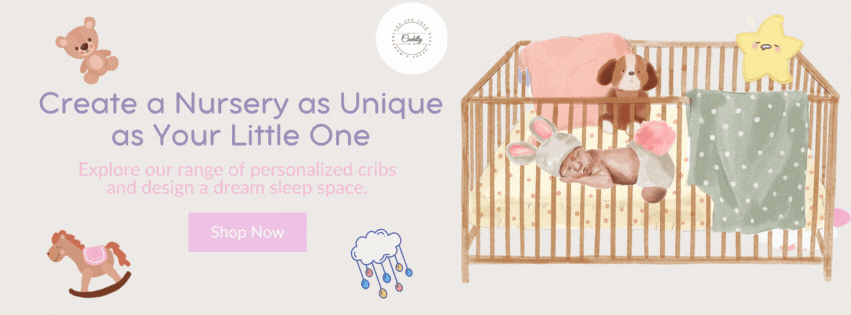 Cuddly
Create a Nursery as Unique
as Your Little One
Explore our range of personalized cribs
and design a dream sleep space.
Shop Now